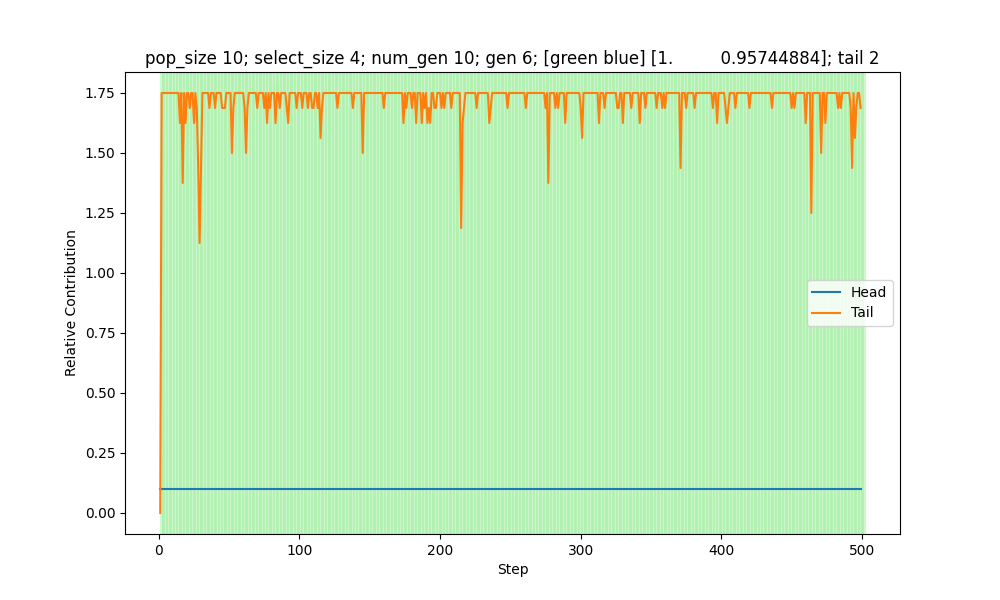 pop_size 10; select_size 4; num_gen 10; gen 6; [green blue] [1.         0.95744884]; tail 2
1.75
1.50
1.25
1.00
0.75
0.50
0.25
0.00
Relative Contribution
Head
Tail
0 100 200 300 400 500
Step